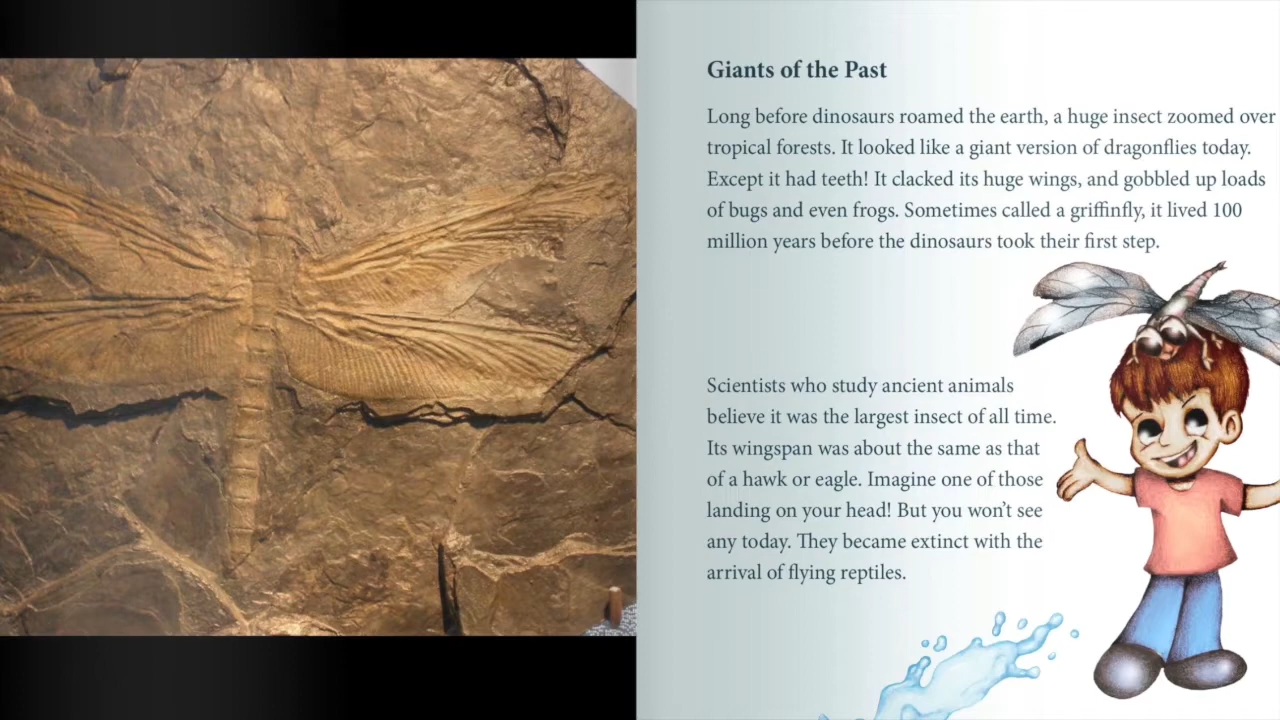 Giants of the Past
Long before dinosaurs roamed the earth, a huge insect zoomed over
tropical forests. It looked like a giant version of dragonflies today.
Except it had teeth! It clacked its huge wings, and gobbled up loads
of bugs and even frogs. Sometimes called a griffinfly, it lived 100
million years before the dinosaurs took their first step.
Scientists who study ancient animals
believe it was the largest insect of all time.
Its wingspan was about the same as that
of a hawk or eagle. Imagine one of those
landing on your head! But you won’t see
any today. They became extinct with the
arrival of flying reptiles.